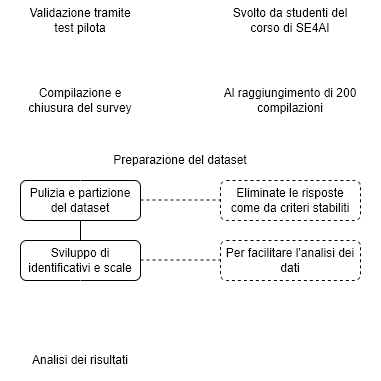 Validazione tramite
test pilota
Svolto da studenti del
corso di SE4AI
Compilazione e
chiusura del survey
Al raggiungimento di 200
compilazioni
Preparazione del dataset
Pulizia e partizione
del dataset
Eliminate le risposte
come da criteri stabiliti
Sviluppo di
identificativi e scale
Per facilitare l'analisi dei
dati
Analisi dei risultati